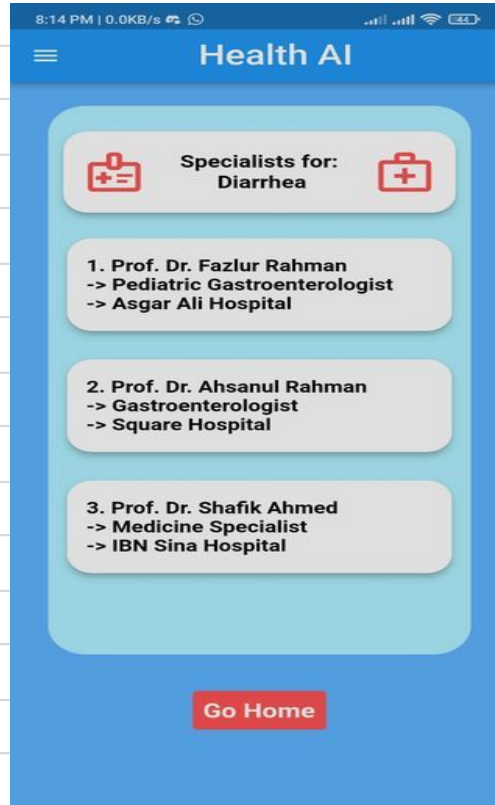 8:14 PM | 0.0KB/s
44
Health AI
Specialists for:
Diarrhea
1. Prof. Dr. Fazlur Rahman
-> Pediatric Gastroenterologist
-> Asgar Ali Hospital
2. Prof. Dr. Ahsanul Rahman
-> Gastroenterologist
-> Square Hospital
3. Prof. Dr. Shafik Ahmed
-> Medicine Specialist
-> IBN Sina Hospital
Go Home